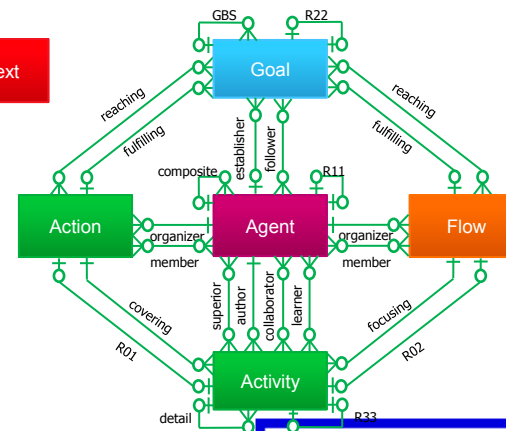 GBS
R22
Goal
ext
reaching
fulfilling
reaching
fulfilling
establisher
follower
composite
R11
Action
Agent
Flow
organizer
member
organizer
member
superior
author
collaborator
learner
covering
R01
focusing
R02
Activity
detail
R33